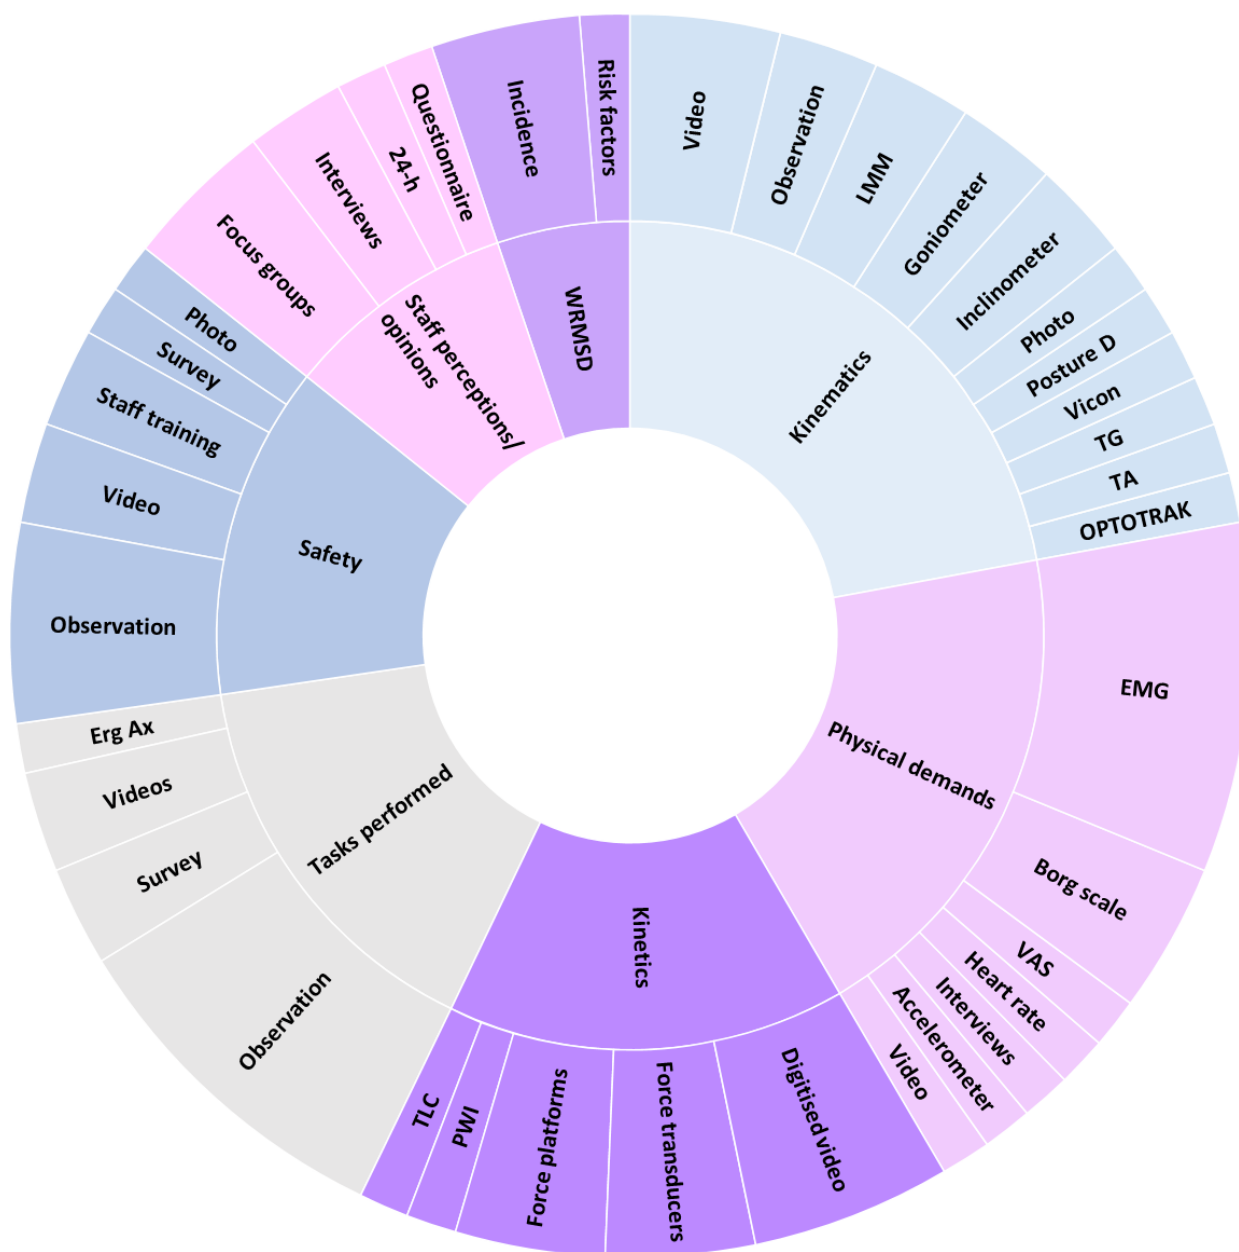 Kinematics
Video
Observation
LMM
Goniometer
Inclinometer
Photo
Posture D
Vicon
TG
TA
OPTOTRAK
Physical demands
EMG
Borg scale
VAS
Heart rate
Interviews
Accelerometer
Video
Kinetics
Digitised video
Force transducers
Force platforms
PWI
TLC
Tasks performed
Observation
Survey
Videos
Erg Ax
Safety
Observation
Video
Staff training
Survey
Photo
Staff perceptions/
opinions
Focus groups
Interviews
24-h
Questionnaire
WRMSD
Incidence
Risk factors